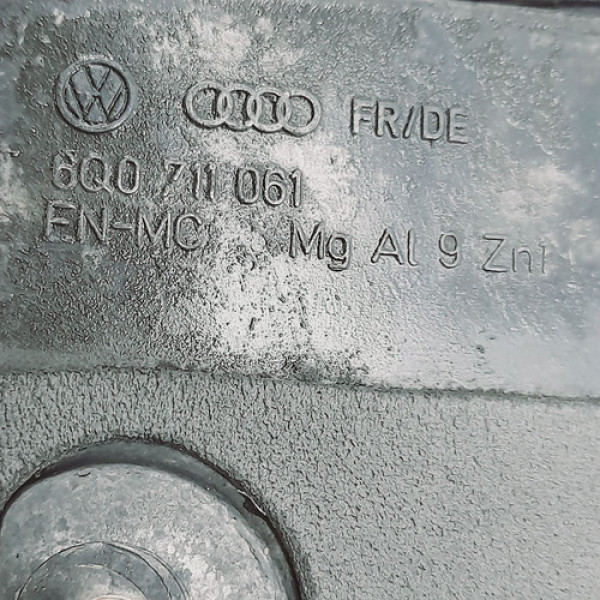 FR/DE
6Q0 711 061
EN-MC Mg Al 9 Zn1